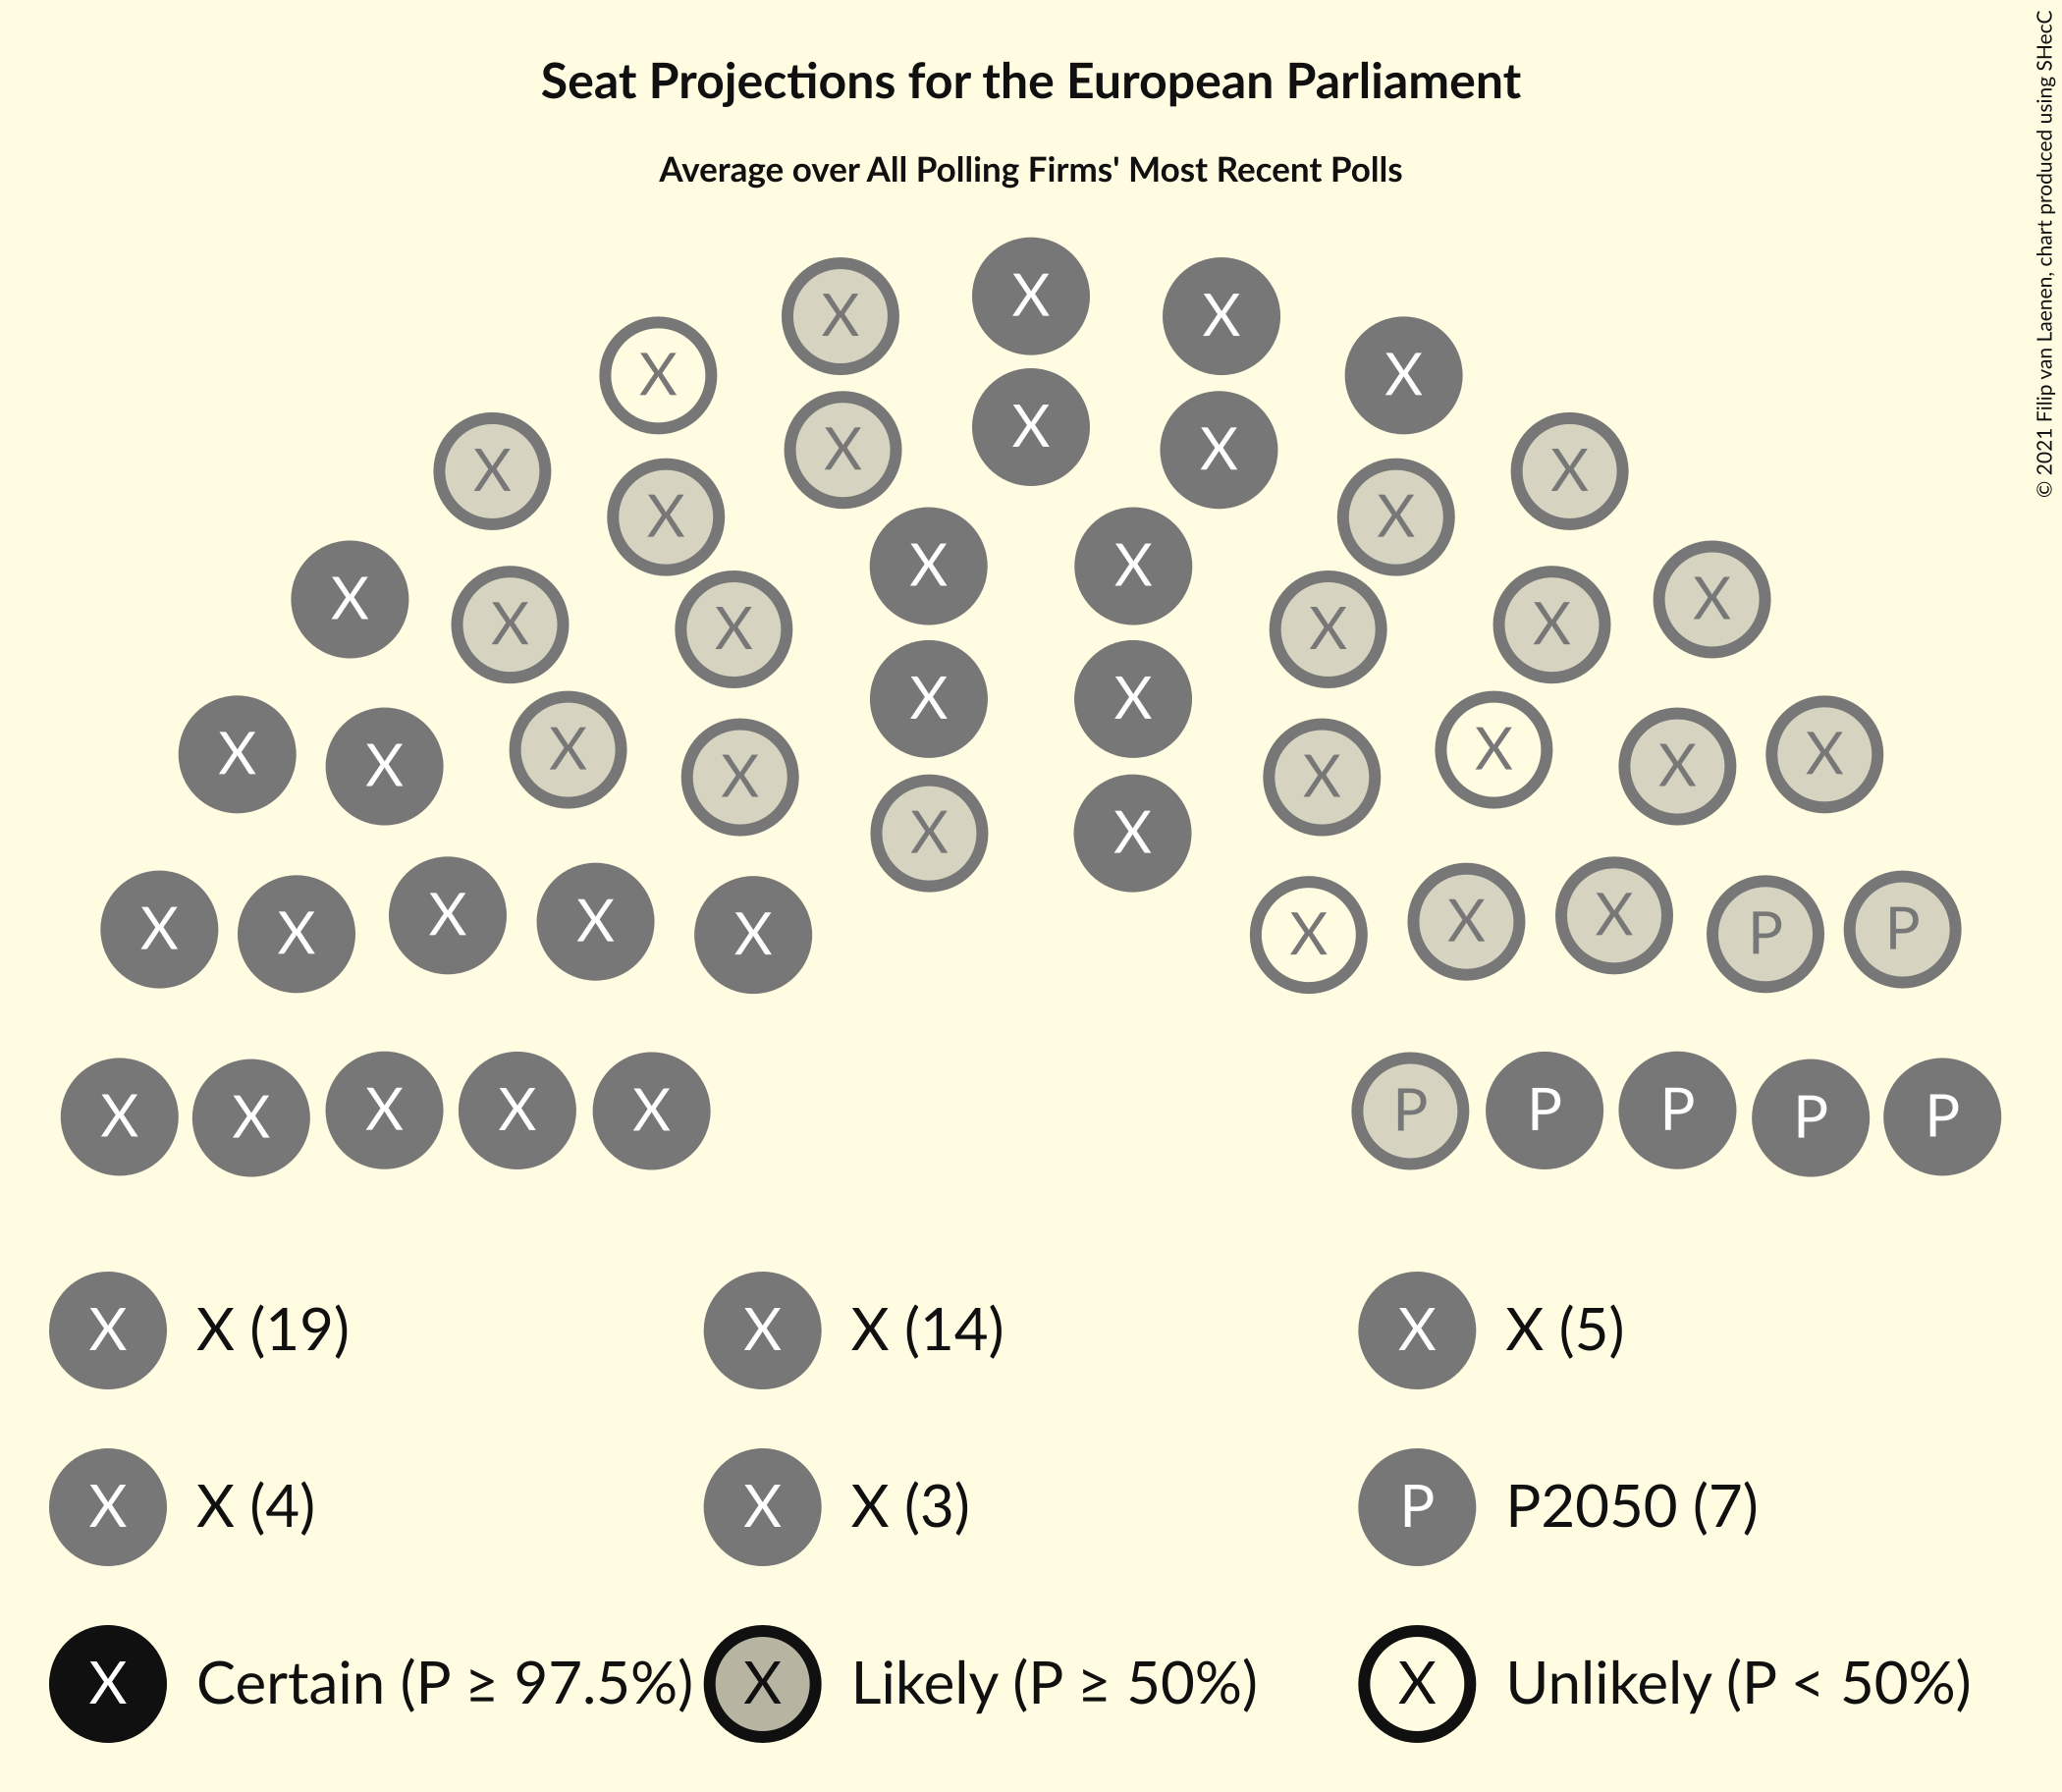 Seat Projections for the European Parliament
Average over All Polling Firms' Most Recent Polls
© 2021 Filip van Laenen, chart produced using SHecC
X
X X
X X
X
X X
X X
X X
X X
X X
X X
X X
X X
X X
X X
X X X X
X X
X X
X X
X X X X X X X X P P
X X X X X P P P P P
X X (19) X X (14) X X (5)
X X (4) X X (3) P P2050 (7)
X Certain (P ≥ 97.5%) X Likely (P ≥ 50%) X Unlikely (P < 50%)